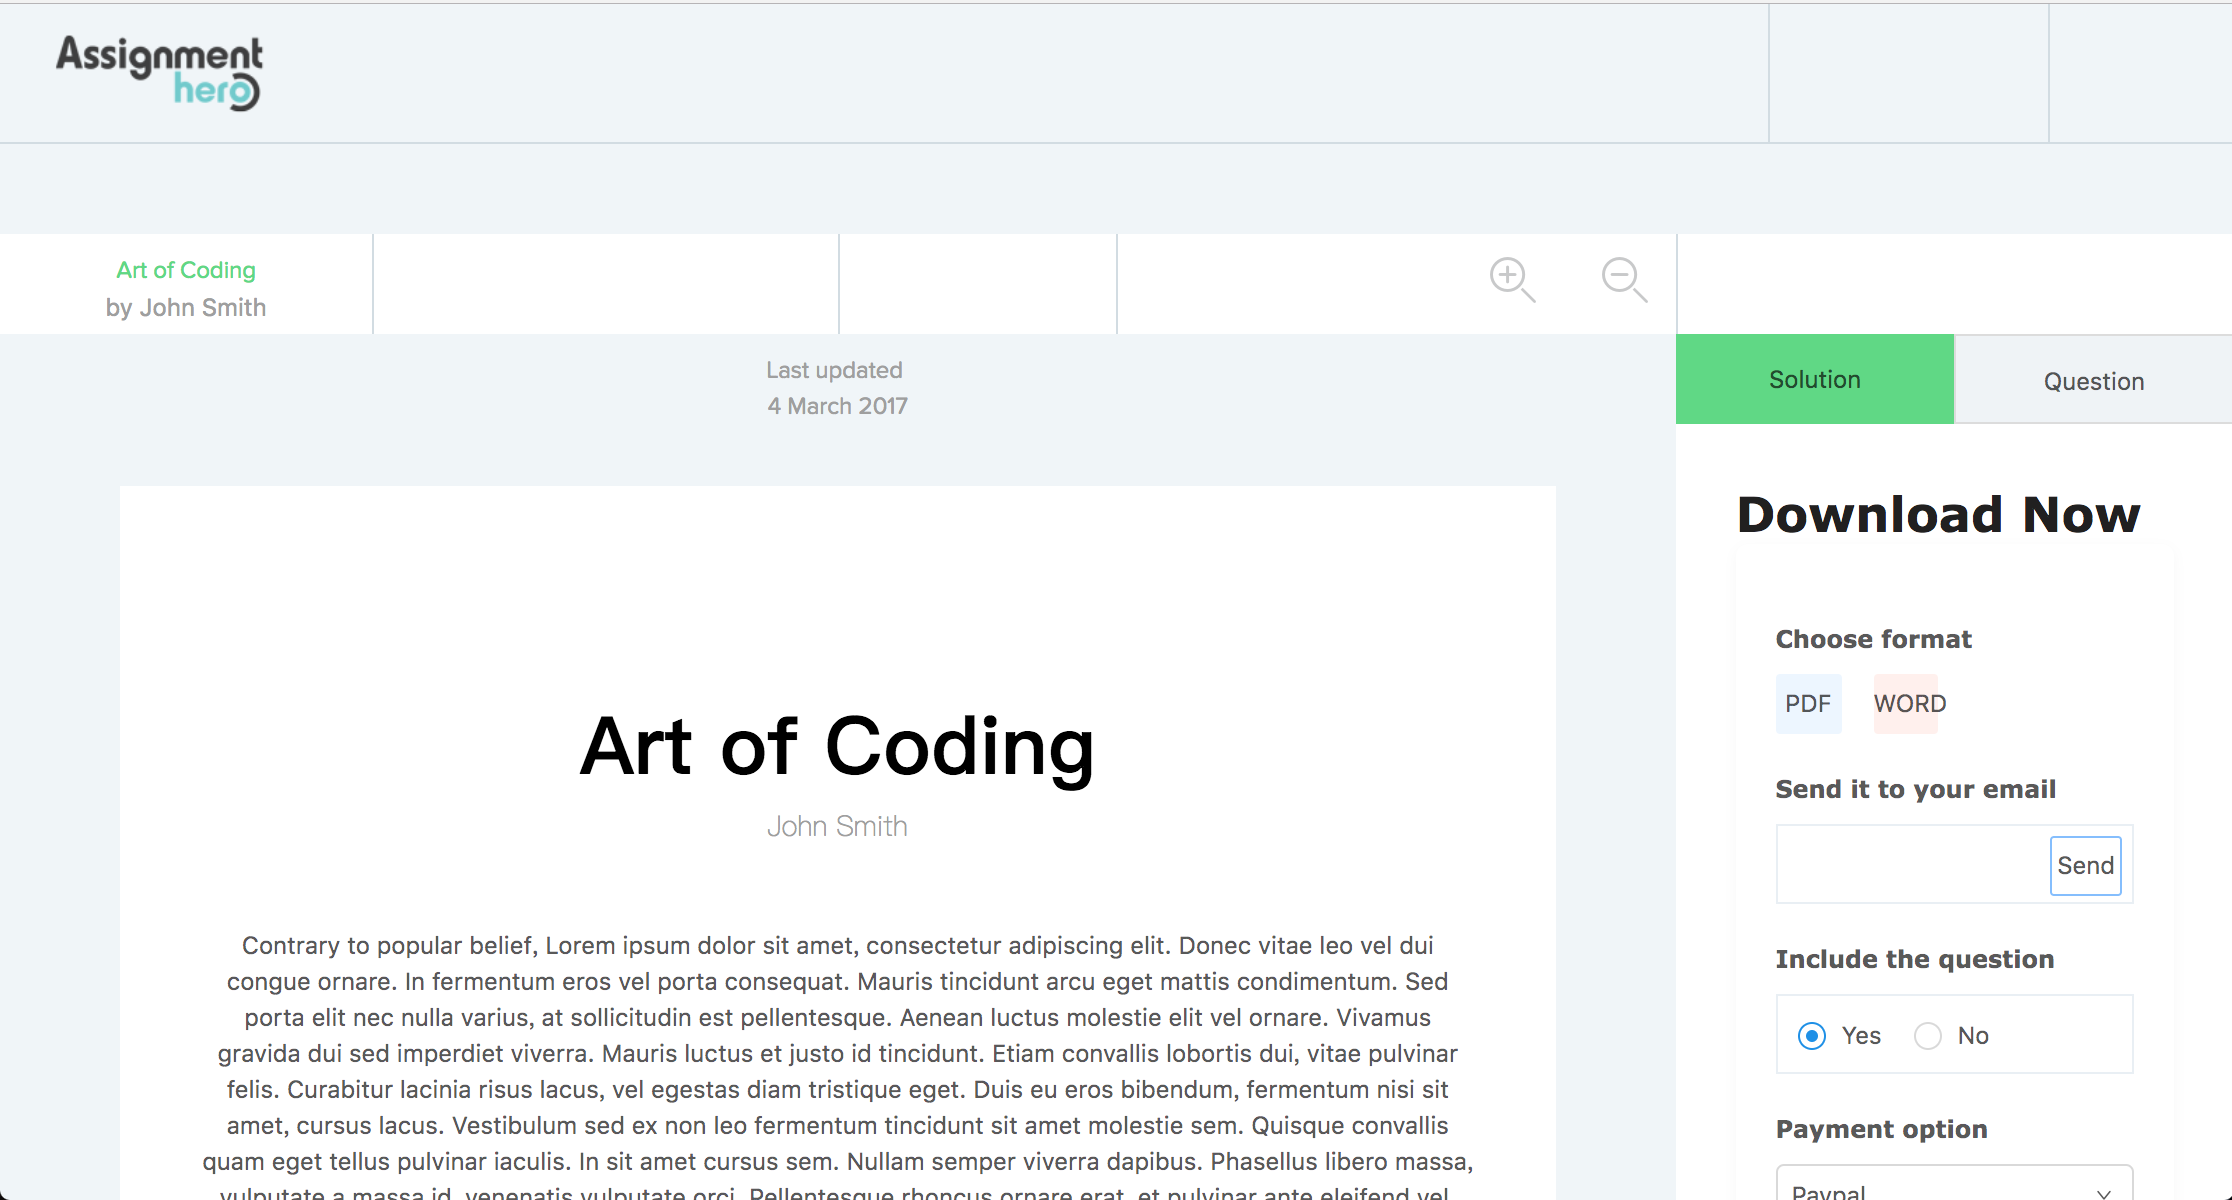 Assignment
hero
Art of Coding
by John Smith
Last updated
4 March 2017
Solution
Question
Art of Coding
John Smith
Contrary to popular belief, Lorem ipsum dolor sit amet, consectetur adipiscing elit. Donec vitae leo vel dui
congue ornare. In fermentum eros vel porta consequat. Mauris tincidunt arcu eget mattis condimentum. Sed
porta elit nec nulla varius, at sollicitudin est pellentesque. Aenean luctus molestie elit vel ornare. Vivamus
gravida dui sed imperdiet viverra. Mauris luctus et justo id tincidunt. Etiam convallis lobortis dui, vitae pulvinar
felis. Curabitur lacinia risus lacus, vel egestas diam tristique eget. Duis eu eros bibendum, fermentum nisi sit
amet, cursus lacus. Vestibulum sed ex non leo fermentum tincidunt sit amet molestie sem. Quisque convallis
quam eget tellus pulvinar iaculis. In sit amet cursus sem. Nullam semper viverra dapibus. Phasellus libero massa,
vulputate a massa id, venenatis vulputate orci. Pellentesque rhoncus ornare erat, et pulvinar ante eleifend vel
Download Now
Choose format
PDF WORD
Send it to your email
Send
Include the question
Yes No
Payment option
Paypal